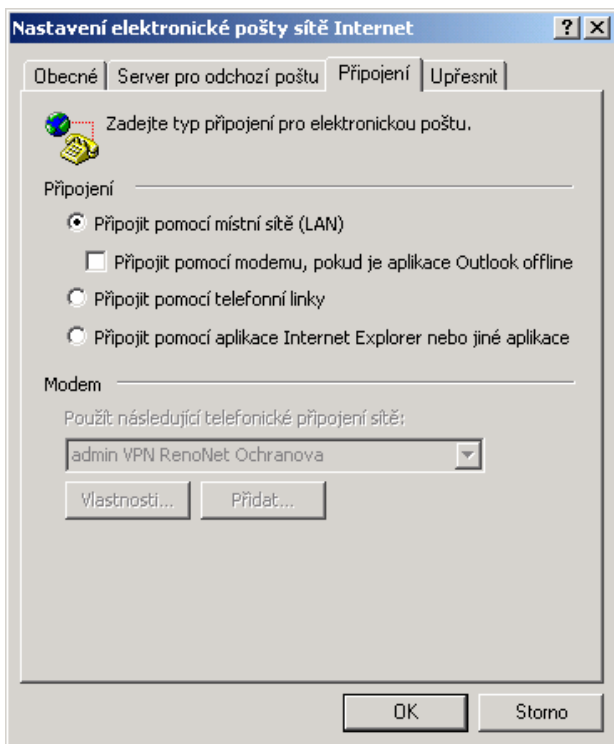 Nastavení elektronické pošty sítě Internet
Obecné Server pro odchozí poštu Připojení Upřesnit
Zadejte typ připojení pro elektronickou poštu.
Připojení
Připojit pomocí místní sítě (LAN)
Připojit pomocí modemu, pokud je aplikace Outlook offline
Připojit pomocí telefonní linky
Připojit pomocí aplikace Internet Explorer nebo jiné aplikace
Modem
Použít následující telefonické připojení sítě:
admin VPN RenoNet Ochranova
Vlastnosti... Přidat...
OK Storno